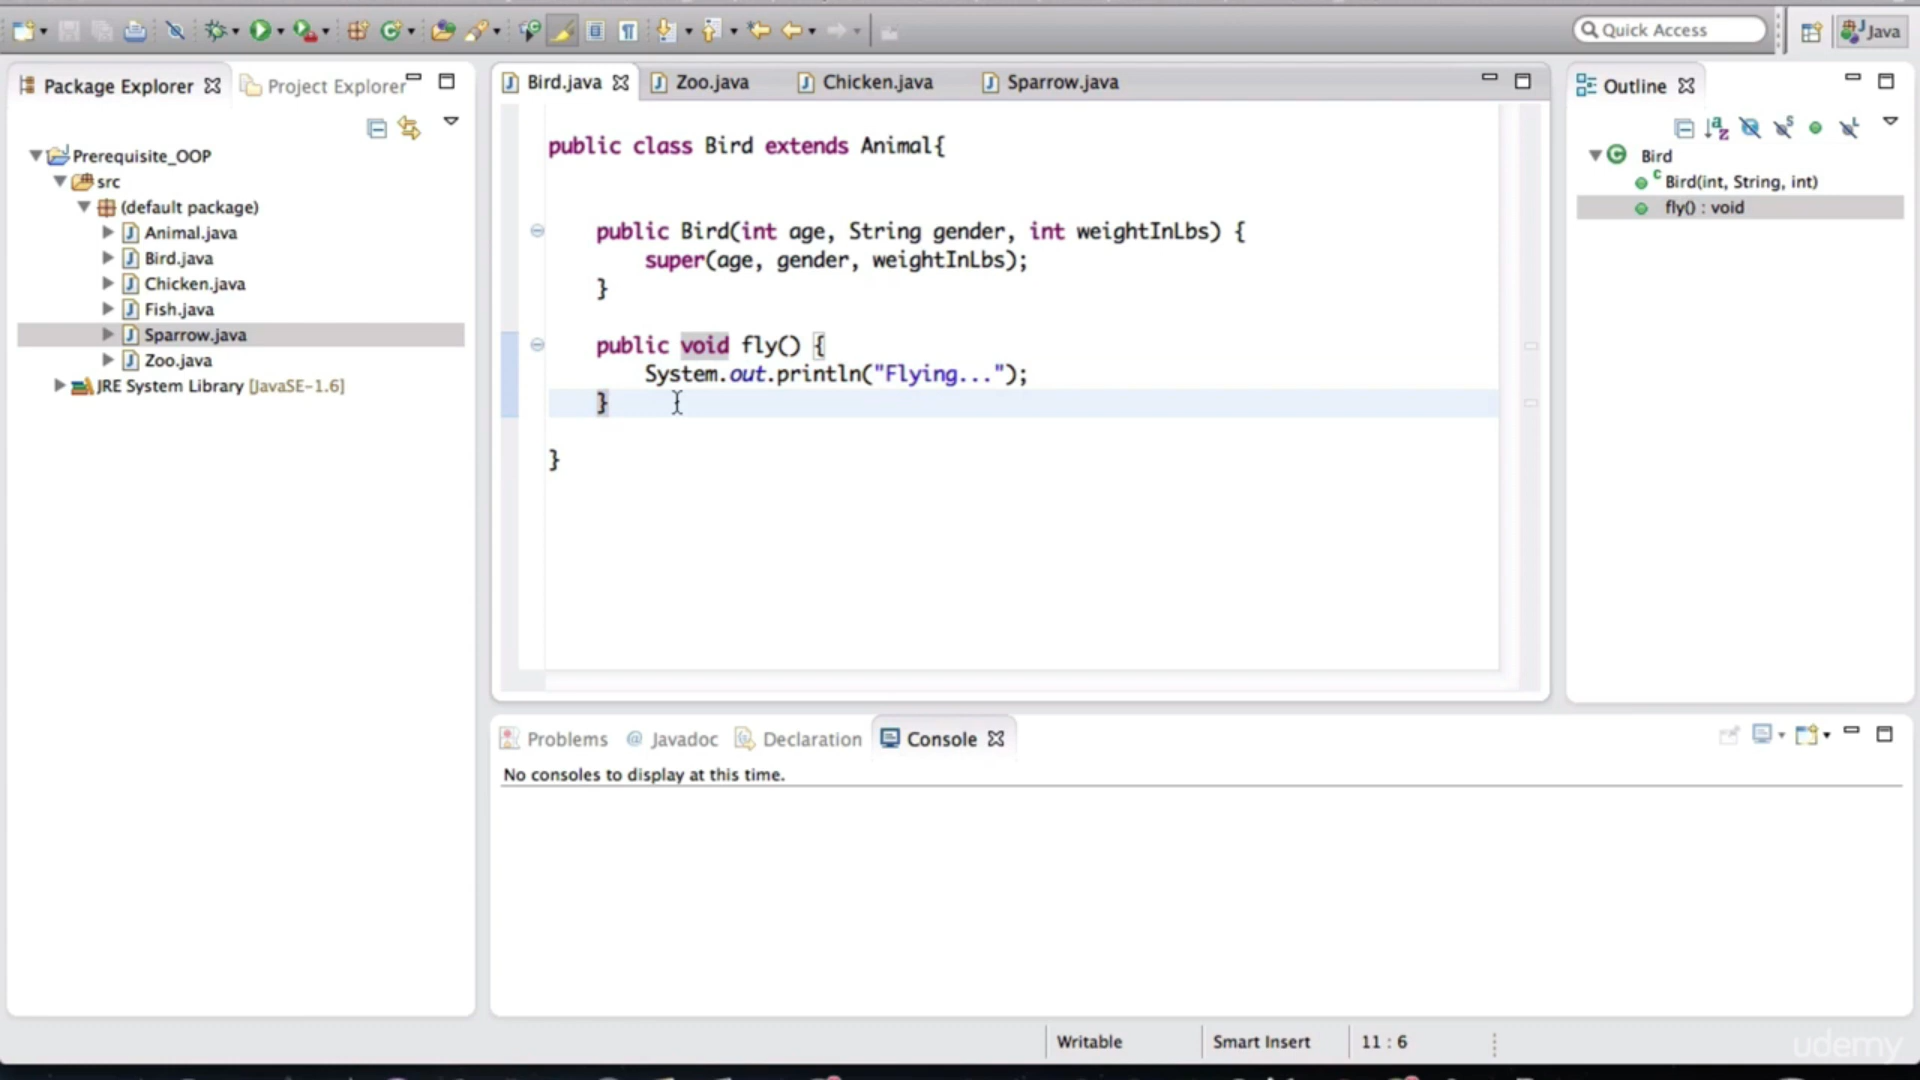 Quick Access
Java
Package Explorer
Project Explorer
Prerequisite_OOP
src
(default package)
Animal.java
Bird.java
Chicken.java
Fish.java
Sparrow.java
Zoo.java
JRE System Library [JavaSE-1.6]
Bird.java
Zoo.java
Chicken.java
Sparrow.java
public class Bird extends Animal{
public Bird(int age, String gender, int weightInLbs) {
super(age, gender, weightInLbs);
}
public void fly() {
System.out.println("Flying...");
}
}
Outline
Bird
Bird(int, String, int)
fly() : void
Problems
Javadoc
Declaration
Console
No consoles to display at this time.
Writable
Smart Insert
11 : 6
udemy